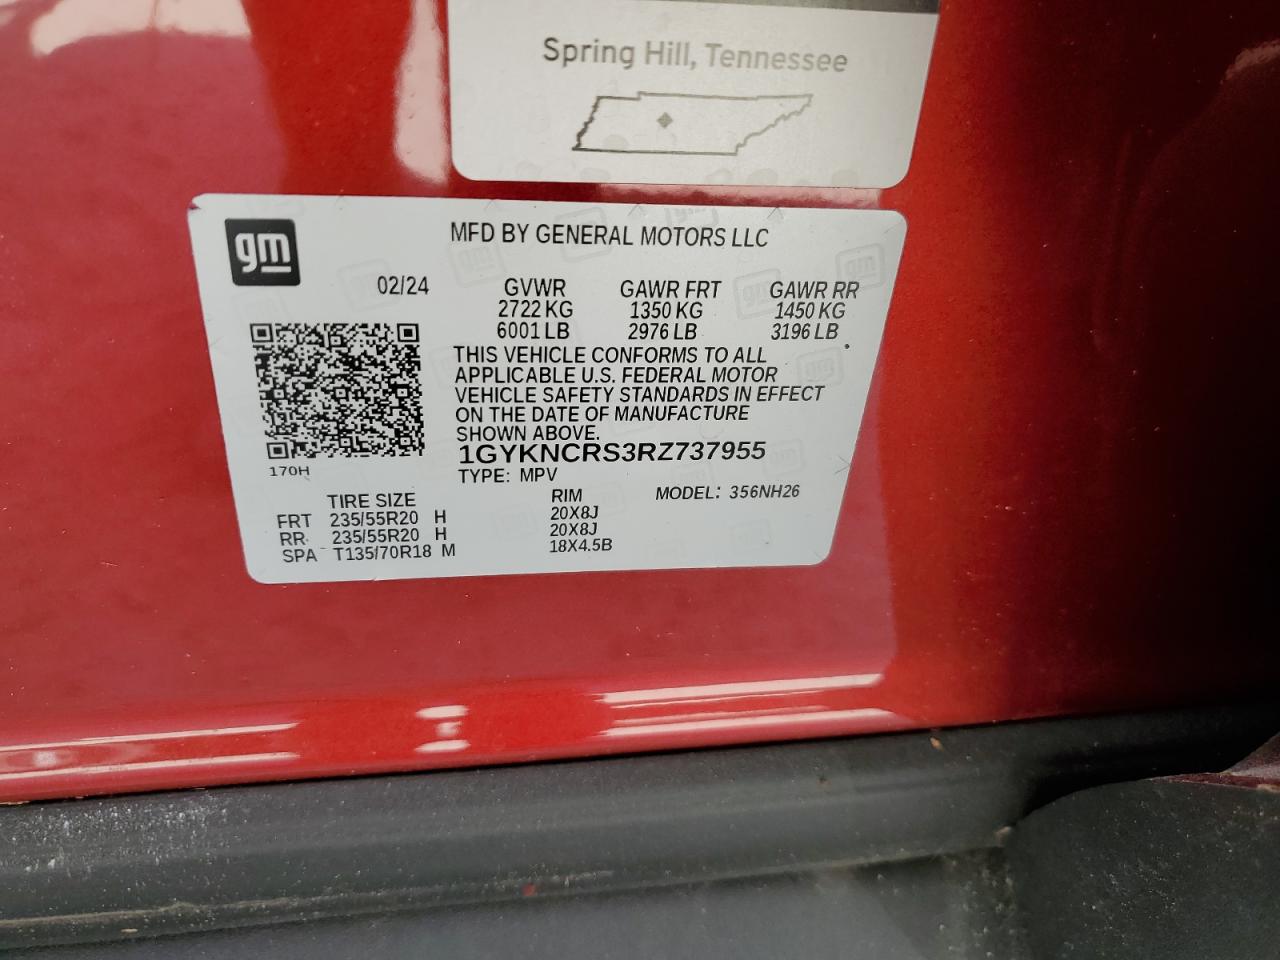 Spring Hill, Tennessee
gm
MFD BY GENERAL MOTORS LLC
02/24 GVWR GAWR FRT GAWR RR
2722 KG 1350 KG 1450 KG
6001 LB 2976 LB 3196 LB
THIS VEHICLE CONFORMS TO ALL
APPLICABLE U.S. FEDERAL MOTOR
VEHICLE SAFETY STANDARDS IN EFFECT
ON THE DATE OF MANUFACTURE
SHOWN ABOVE.
1GYKNCRS3RZ737955
170H
TYPE: MPV
TIRE SIZE RIM MODEL: 356NH26
FRT 235/55R20 H 20X8J
RR 235/55R20 H 20X8J
SPA T135/70R18 M 18X4.5B